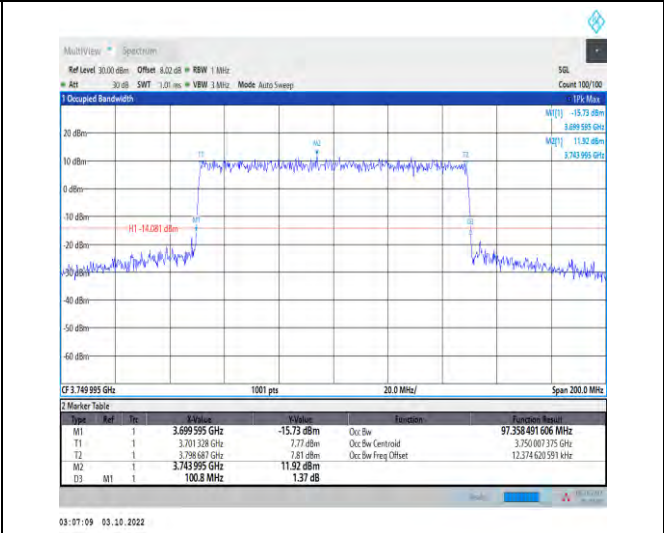 MultiView Spectrum
Ref Level 30.00 dBm Offset 8.02 dB RBW 1 MHz SGL
Att 30 dB SWT 1.01 ms VBW 3 MHz Mode Auto Sweep Count 100/100
1 Occupied Bandwidth 1Pk Max
M1[1] -15.73 dBm
3.699 595 GHz
M2[1] 11.92 dBm
3.743 995 GHz
20 dBm
M2
T1 T2
10 dBm
0 dBm
-10 dBm
M1 D3
H1 -14.081 dBm
-20 dBm
-30 dBm
-40 dBm
-50 dBm
-60 dBm
CF 3.749 995 GHz 1001 pts 20.0 MHz/ Span 200.0 MHz
2 Marker Table
Type Ref Trc X-Value Y-Value Function Function Result
M1 1 3.699 595 GHz -15.73 dBm Occ Bw 97.358 491 606 MHz
T1 1 3.701 328 GHz 7.77 dBm Occ Bw Centroid 3.750 007 375 GHz
T2 1 3.798 687 GHz 7.81 dBm Occ Bw Freq Offset 12.374 620 591 kHz
M2 1 3.743 995 GHz 11.92 dBm
D3 M1 1 100.8 MHz 1.37 dB
03:07:09 03.10.2022